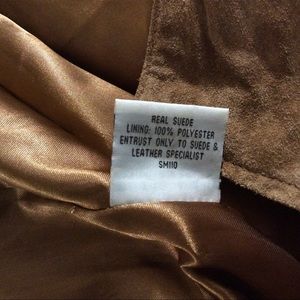 REAL SUEDE
LINING: 100% POLYESTER
ENTRUST ONLY TO SUEDE &
LEATHER SPECIALIST
SM110